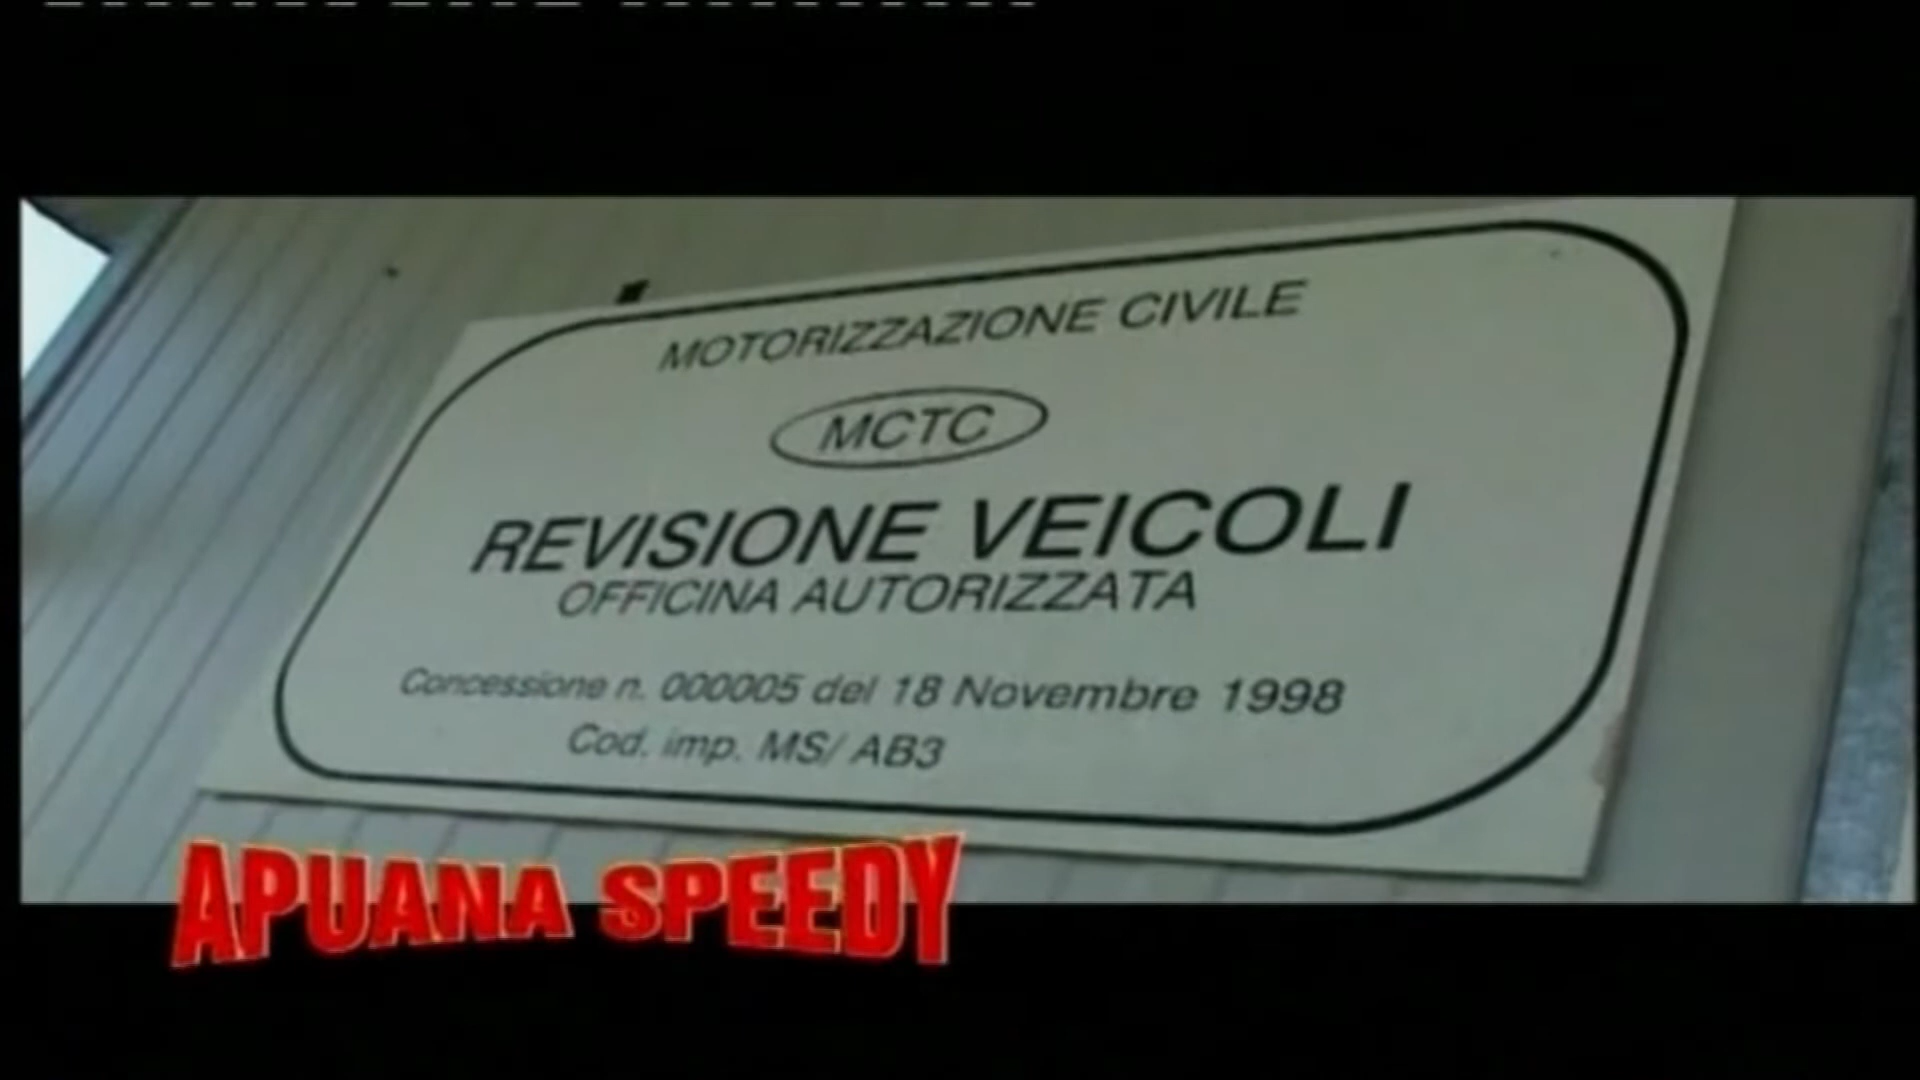 MOTORIZZAZIONE CIVILE
MCTC
REVISIONE VEICOLI
OFFICINA AUTORIZZATA
Concessione n. 000005 del 18 Novembre 1998
Cod. imp. MS/ AB3
APUANA SPEEDY